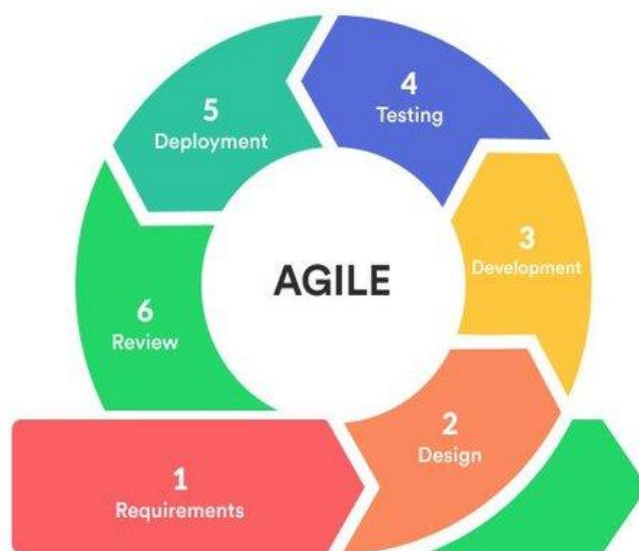 4
Testing
5
Deployment
3
Development
AGILE
6
Review
2
Design
1
Requirements